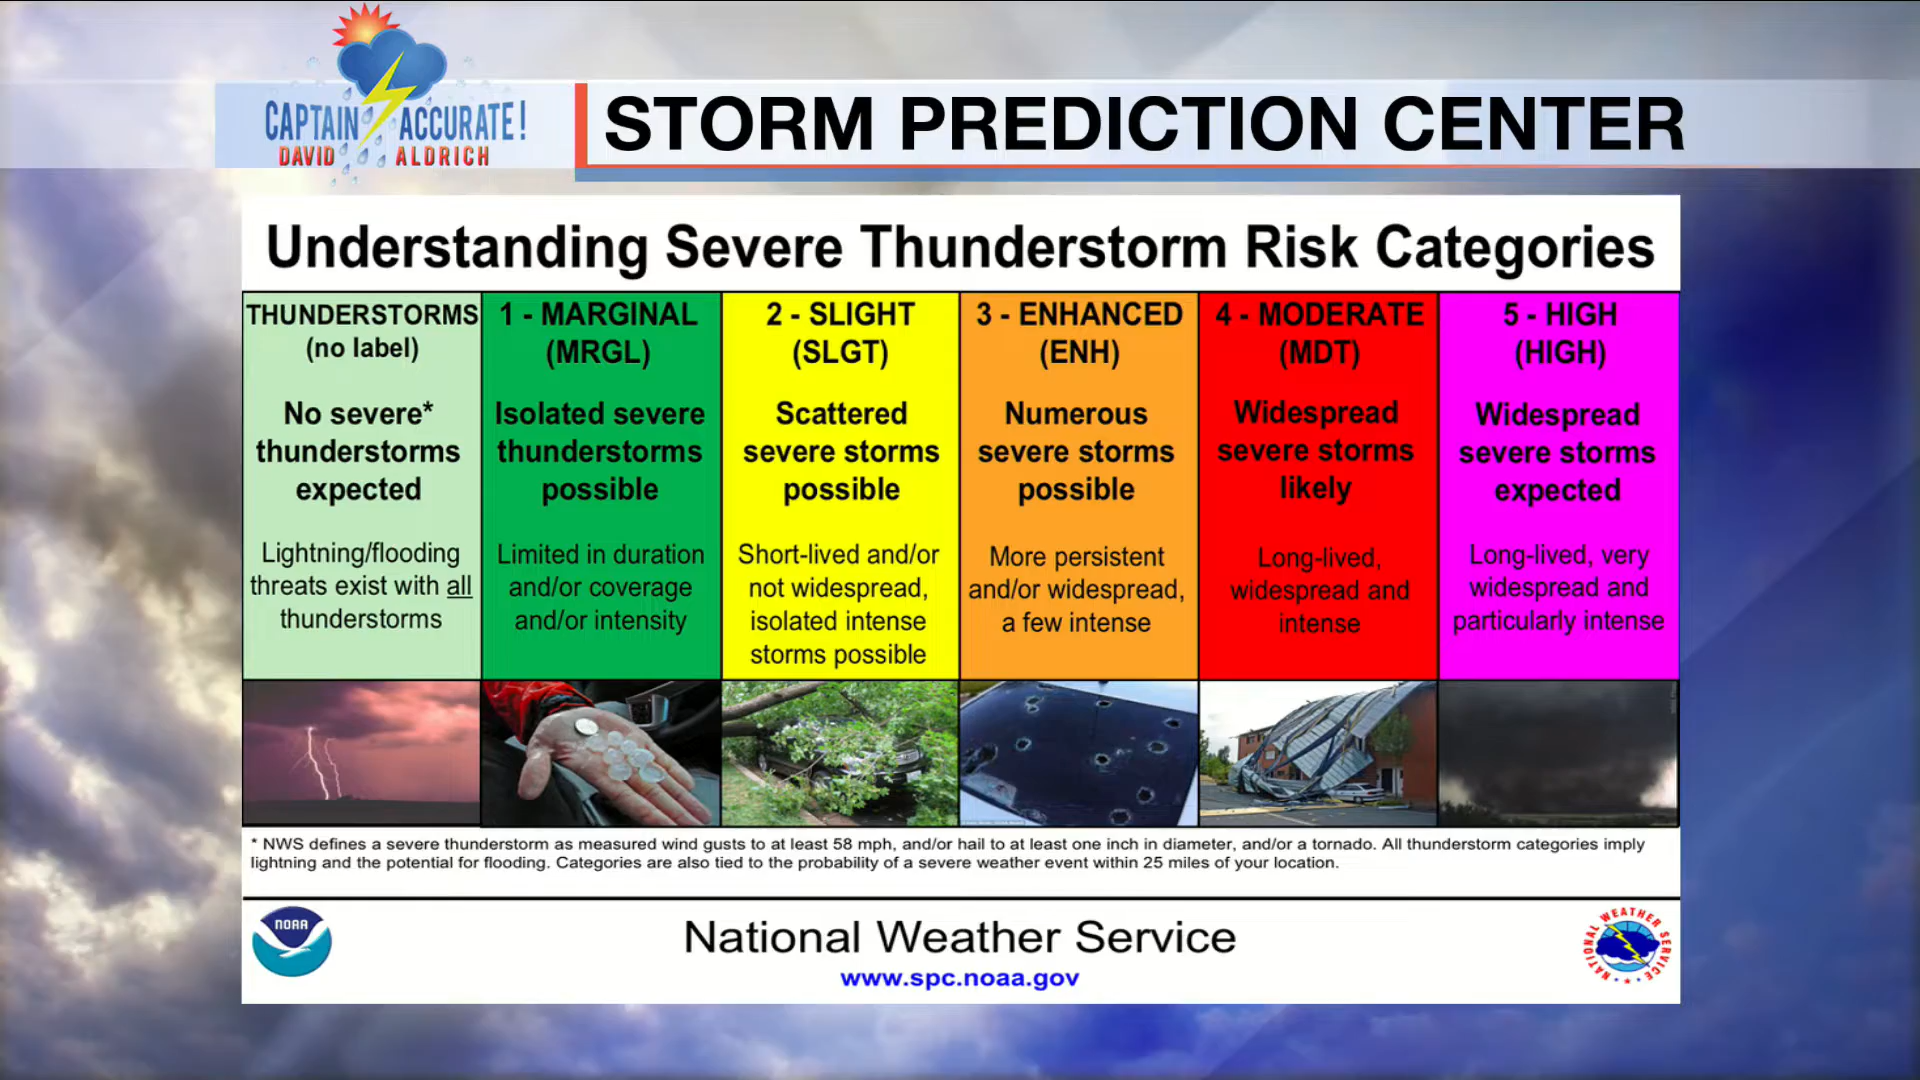 CAPTAIN ACCURATE!
DAVID ALDRICH
STORM PREDICTION CENTER
Understanding Severe Thunderstorm Risk Categories
THUNDERSTORMS
(no label)
No severe*
thunderstorms
expected
Lightning/flooding
threats exist with all
thunderstorms
1 - MARGINAL
(MRGL)
Isolated severe
thunderstorms
possible
Limited in duration
and/or coverage
and/or intensity
2 - SLIGHT
(SLGT)
Scattered
severe storms
possible
Short-lived and/or
not widespread,
isolated intense
storms possible
3 - ENHANCED
(ENH)
Numerous
severe storms
possible
More persistent
and/or widespread,
a few intense
4 - MODERATE
(MDT)
Widespread
severe storms
likely
Long-lived,
widespread and
intense
5 - HIGH
(HIGH)
Widespread
severe storms
expected
Long-lived, very
widespread and
particularly intense
* NWS defines a severe thunderstorm as measured wind gusts to at least 58 mph, and/or hail to at least one inch in diameter, and/or a tornado. All thunderstorm categories imply
lightning and the potential for flooding. Categories are also tied to the probability of a severe weather event within 25 miles of your location.
NOAA
National Weather Service
www.spc.noaa.gov
NATIONAL WEATHER SERVICE